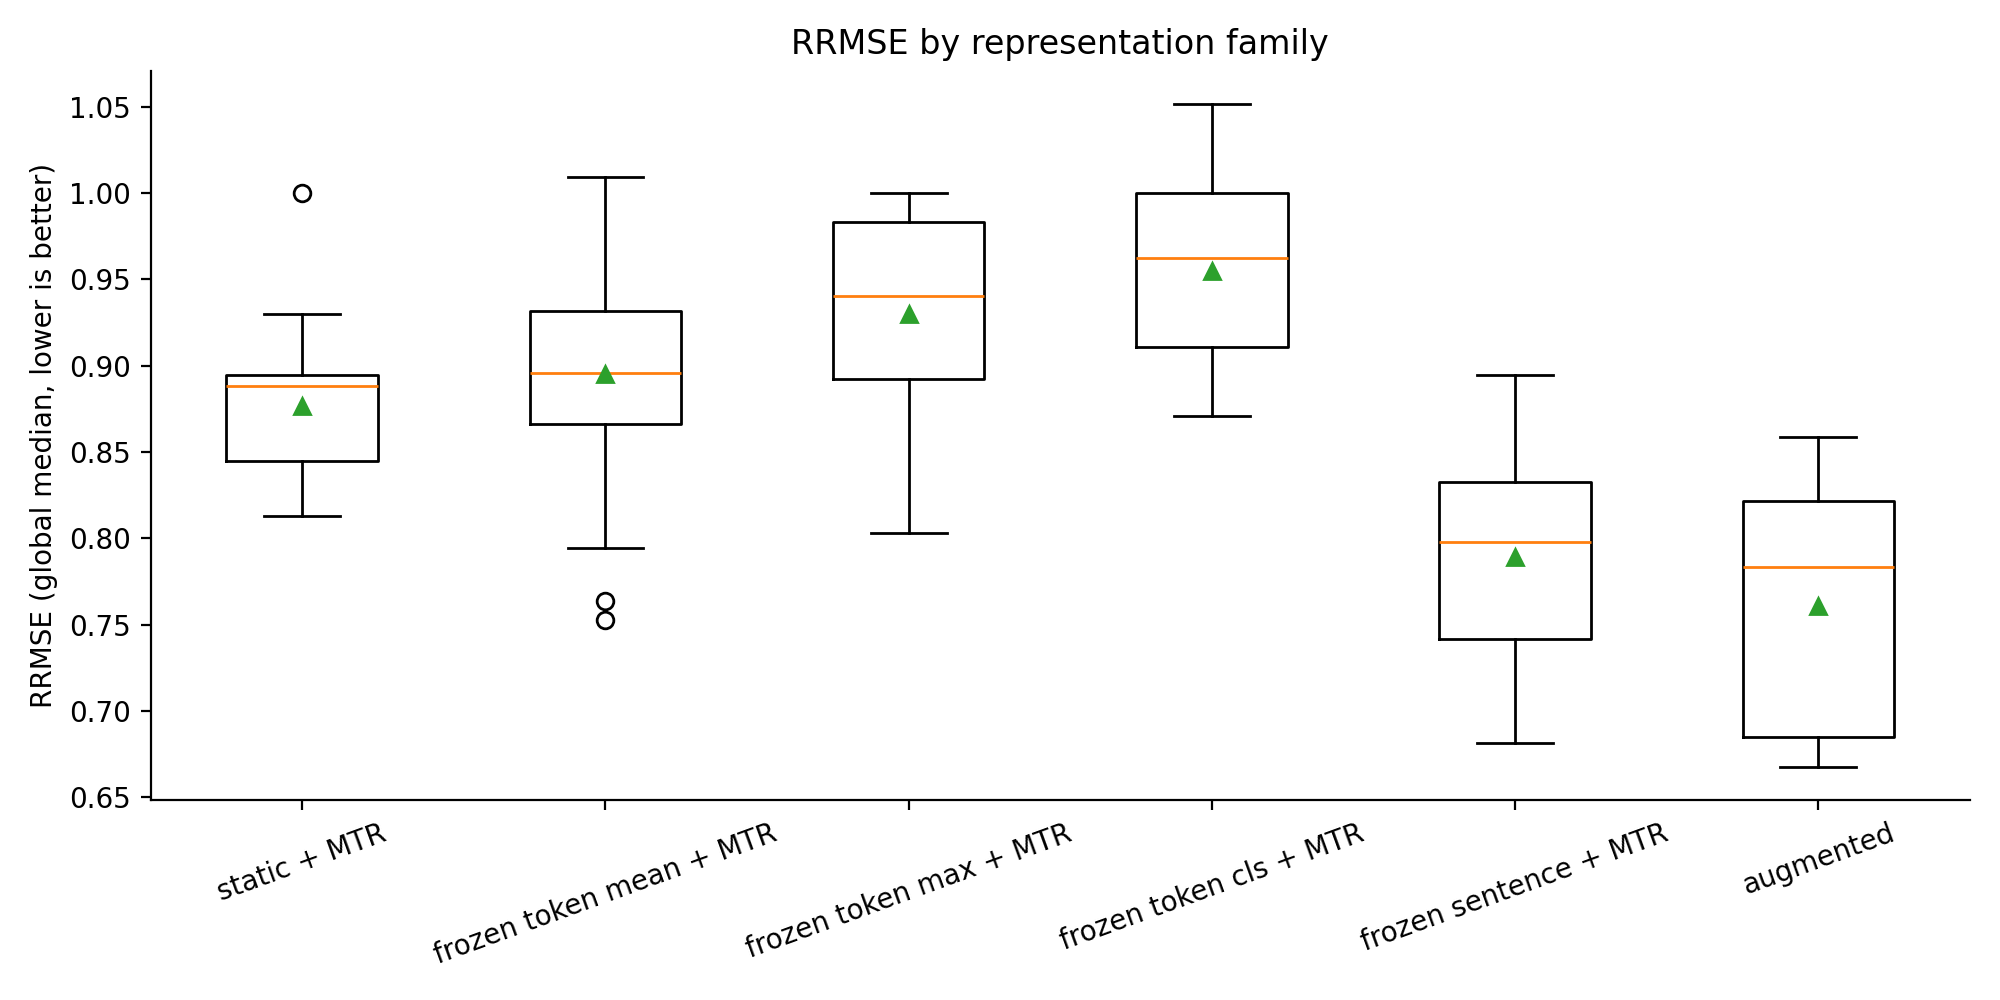 RRMSE by representation family
RRMSE (global median, lower is better)
1.05
1.00
0.95
0.90
0.85
0.80
0.75
0.70
0.65
static + MTR
frozen token mean + MTR
frozen token max + MTR
frozen token cls + MTR
frozen sentence + MTR
augmented